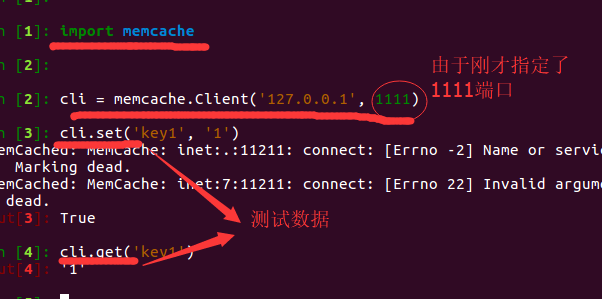 n [1]: import memcache
由于刚才指定了
n [2]:
1111端口
n [2]: cli = memcache.Client('127.0.0.1', 1111)
n [3]: cli.set('key1', '1')
emCached: MemCache: inet:.:11211: connect: [Errno -2] Name or servic
Marking dead.
emCached: MemCache: inet:7:11211: connect: [Errno 22] Invalid argume
dead.
ut[3]: True
测试数据
n [4]: cli.get('key1')
ut[4]: '1'